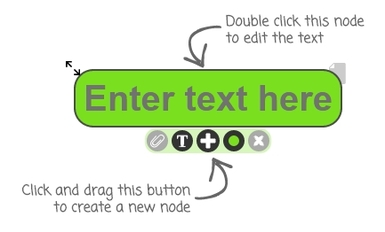 Double click this node
to edit the text
Enter text here
T
Click and drag this button
to create a new node